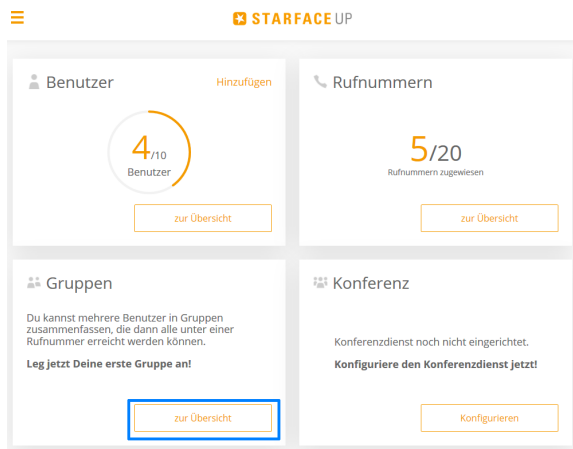 STARFACE UP
Benutzer
Hinzufügen
4/10
Benutzer
zur Übersicht
Rufnummern
5/20
Rufnummern zugewiesen
zur Übersicht
Gruppen
Du kannst mehrere Benutzer in Gruppen
zusammenfassen, die dann alle unter einer
Rufnummer erreicht werden können.
Leg jetzt Deine erste Gruppe an!
zur Übersicht
Konferenz
Konferenzdienst noch nicht eingerichtet.
Konfiguriere den Konferenzdienst jetzt!
Konfigurieren